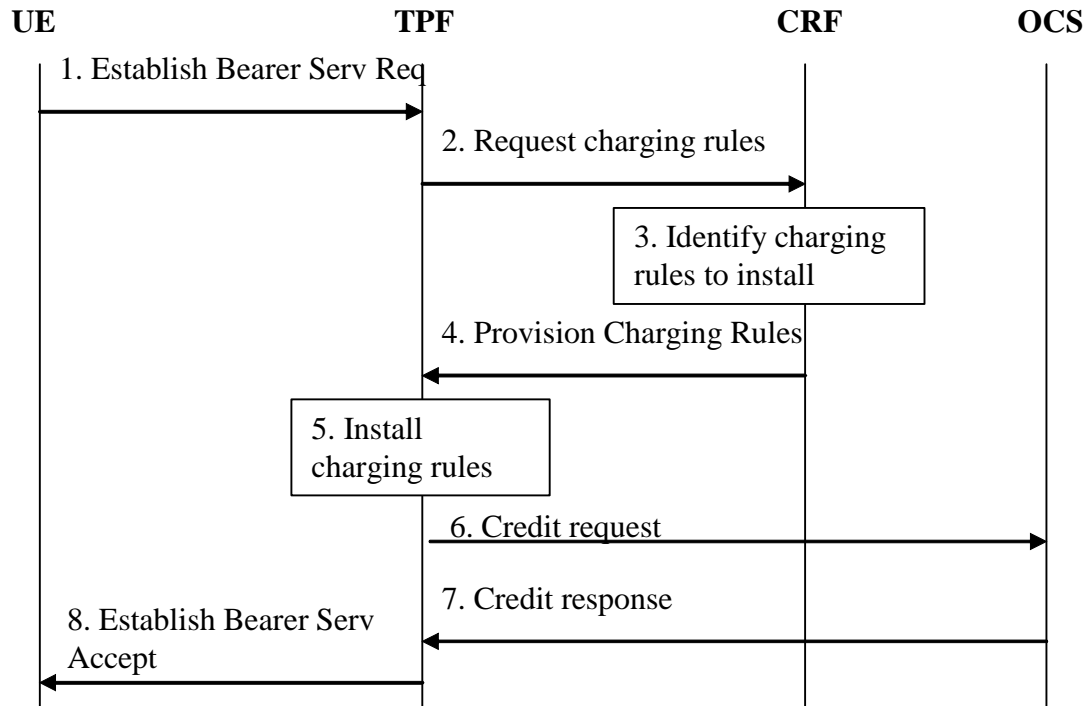 UE TPF CRF OCS
1. Establish Bearer Serv Req
2. Request charging rules
3. Identify charging
rules to install
4. Provision Charging Rules
5. Install
charging rules
6. Credit request
7. Credit response
8. Establish Bearer Serv
Accept